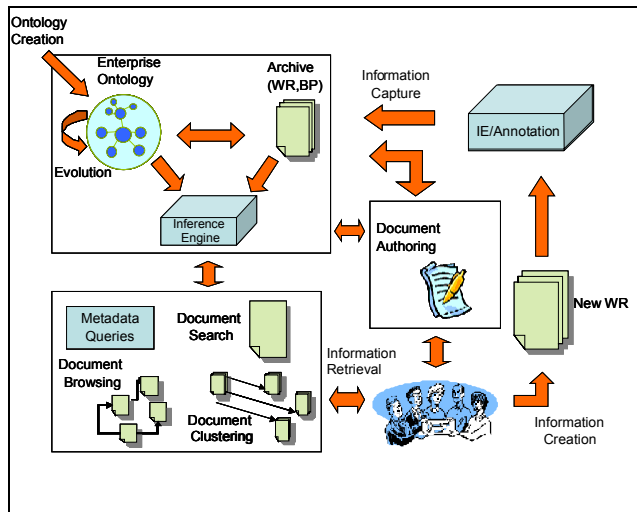 Ontology
Creation
Enterprise
Ontology
Archive
(WR,BP)
Information
Capture
IE/Annotation
Evolution
Inference
Engine
Document
Authoring
New WR
Metadata
Queries
Document
Search
Document
Browsing
Document
Clustering
Information
Retrieval
Information
Creation